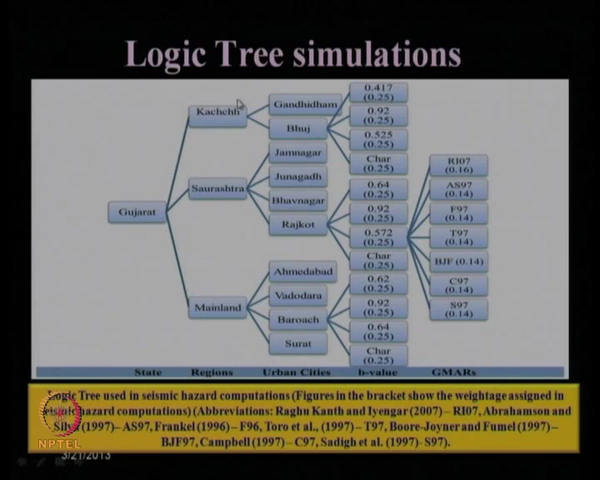 Logic Tree simulations
Gujarat
Kachchh
Saurashtra
Mainland
Gandhidham
Bhuj
Jamnagar
Junagadh
Bhavnagar
Rajkot
Ahmedabad
Vadodara
Baroach
Surat
0.417
(0.25)
0.92
(0.25)
0.525
(0.25)
Char
(0.25)
0.64
(0.25)
0.92
(0.25)
0.572
(0.25)
Char
(0.25)
0.62
(0.25)
0.92
(0.25)
0.64
(0.25)
Char
(0.25)
RI07
(0.16)
AS97
(0.14)
F97
(0.14)
T97
(0.14)
BJF (0.14)
C97
(0.14)
S97
(0.14)
State Regions Urban Cities b-value GMARs
Logic Tree used in seismic hazard computations (Figures in the bracket show the weightage assigned in
hazard computations) (Abbreviations: Raghu Kanth and Iyengar (2007) – RI07, Abrahamson and
(1997)– AS97, Frankel (1996) – F96, Toro et al., (1997) – T97, Boore-Joyner and Fumel (1997) –
BJF97, Campbell (1997) – C97, Sadigh et al. (1997)- S97).
NPTEL
3/21/2013